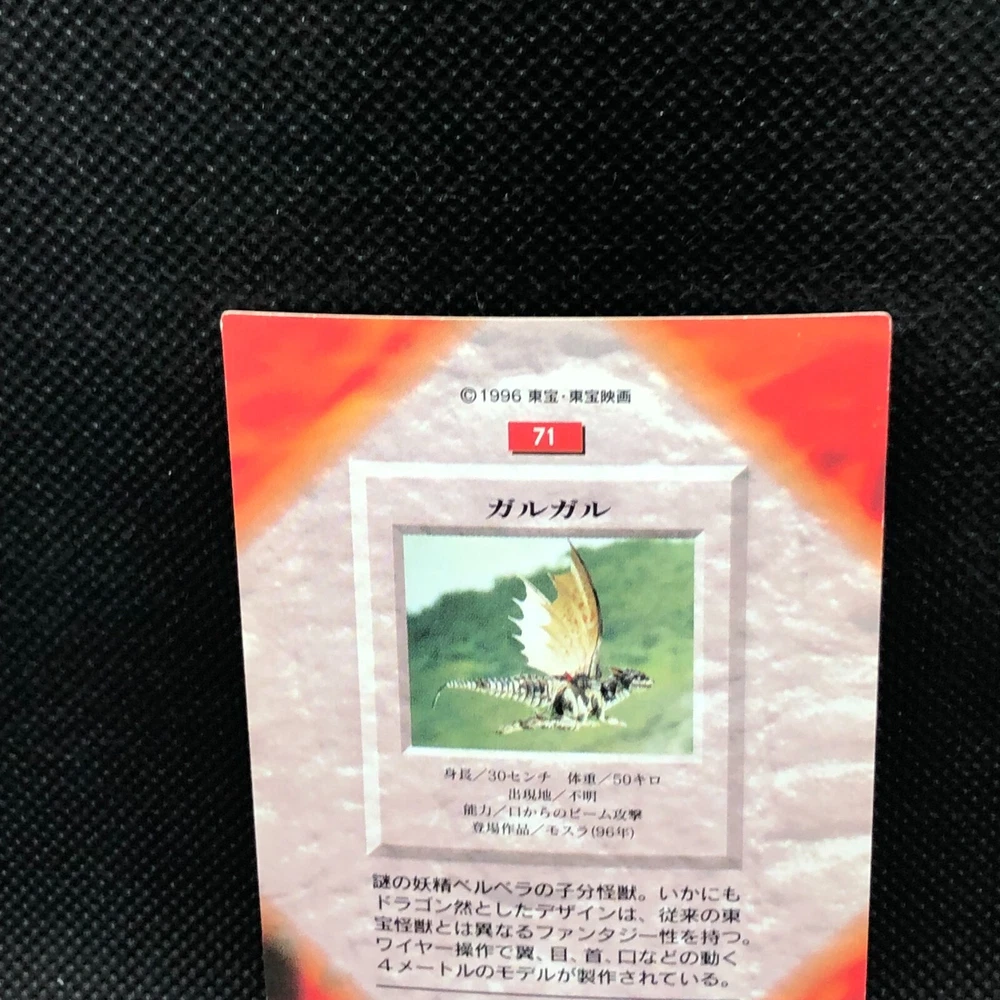 ©1996 東宝・東宝映画
71
ガルガル
身長／30センチ 体重／50キロ
出現地／不明
能力／口からのビーム攻撃
登場作品／モスラ(96年)
謎の妖精ベルベラの子分怪獣。いかにも
ドラゴン然としたデザインは、従来の東
宝怪獣とは異なるファンタジー性を持つ。
ワイヤー操作で翼、目、首、口などの動く
4メートルのモデルが製作されている。